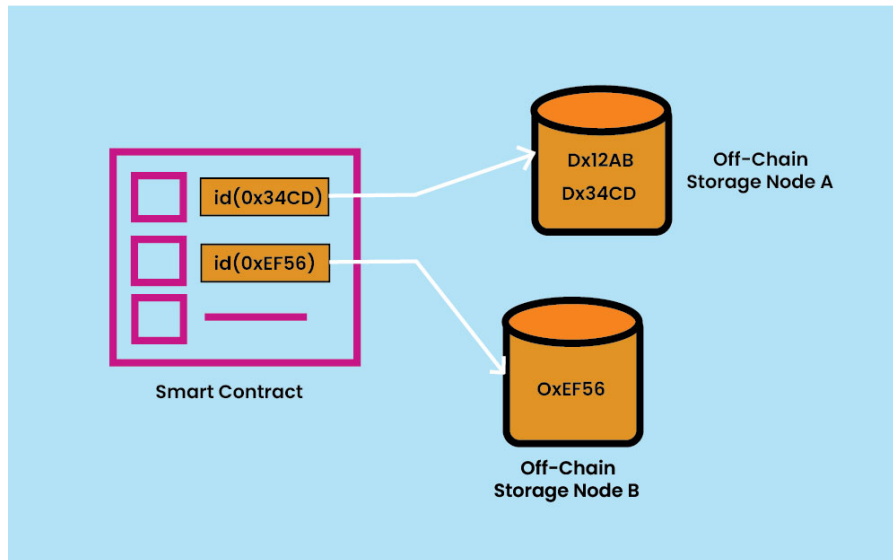 id(0x34CD)
id(0xEF56)
Smart Contract
Dx12AB
Dx34CD
Off-Chain
Storage Node A
OxEF56
Off-Chain
Storage Node B